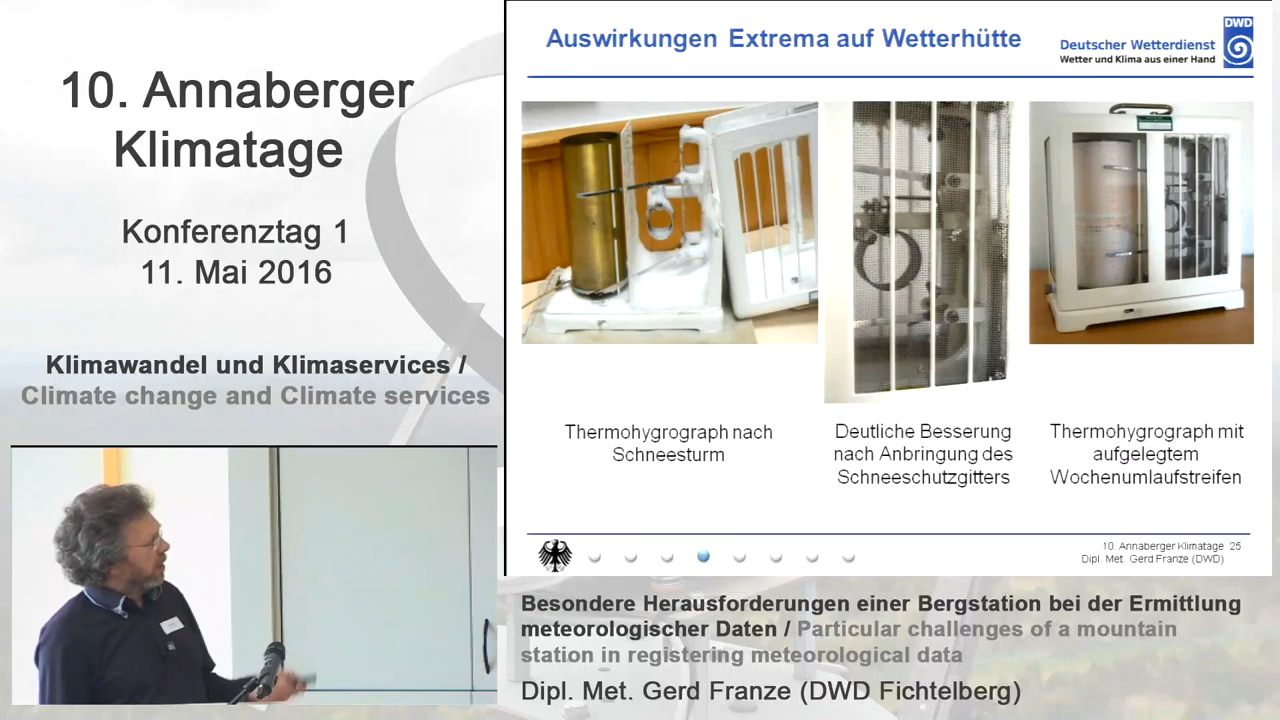 10. Annaberger
Klimatage
Konferenztag 1
11. Mai 2016
Klimawandel und Klimaservices /
Climate change and Climate services
Auswirkungen Extrema auf Wetterhütte
DWD
Deutscher Wetterdienst
Wetter und Klima aus einer Hand
Thermohygrograph nach
Schneesturm
Deutliche Besserung
nach Anbringung des
Schneeschutzgitters
Thermohygrograph mit
aufgelegtem
Wochenumlaufstreifen
10. Annaberger Klimatage 25
Dipl. Met. Gerd Franze (DWD)
Besondere Herausforderungen einer Bergstation bei der Ermittlung
meteorologischer Daten / Particular challenges of a mountain
station in registering meteorological data
Dipl. Met. Gerd Franze (DWD Fichtelberg)